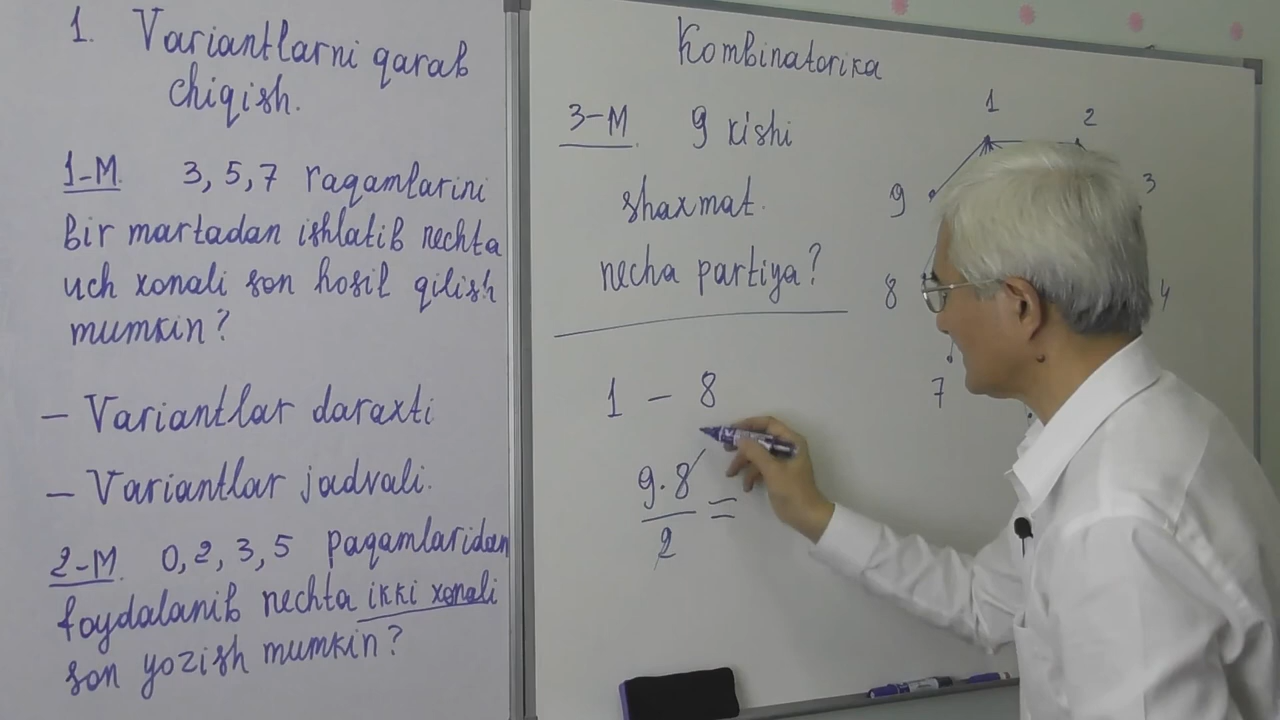 1. Variantlarni qarab
chiqish.
1-M. 3, 5, 7 raqamlarini
bir martadan ishlatib nechta
uch xonali son hosil qilish
mumkin?
- Variantlar daraxti
- Variantlar jadvali.
2-M. 0, 2, 3, 5 paqamlaridan
foydalanib nechta ikki xonali
son yozish mumkin?
Kombinatorika
3-M. 9 kishi
shaxmat.
necha partiya?
1 - 8
9·8
2
=
1
2
3
4
7
8
9